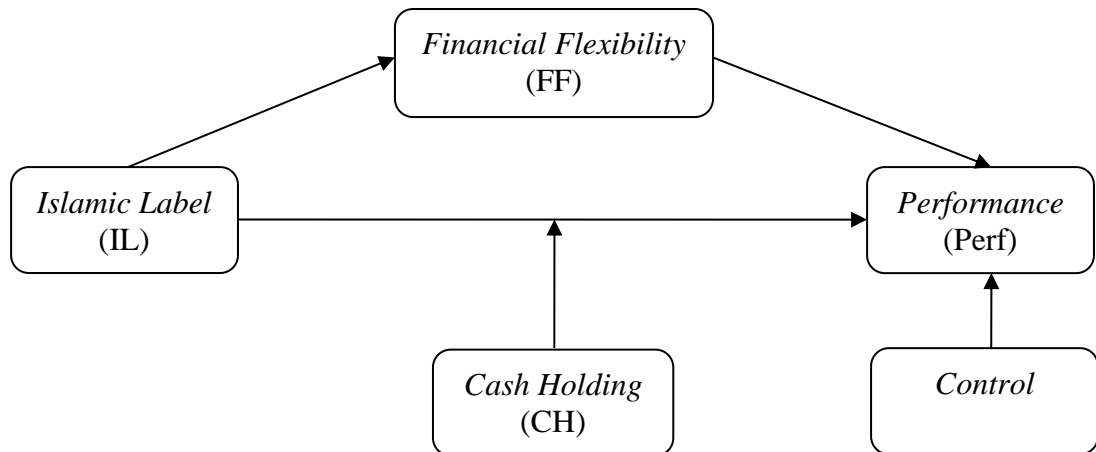 Financial Flexibility
(FF)
Islamic Label
(IL)
Performance
(Perf)
Cash Holding
(CH)
Control